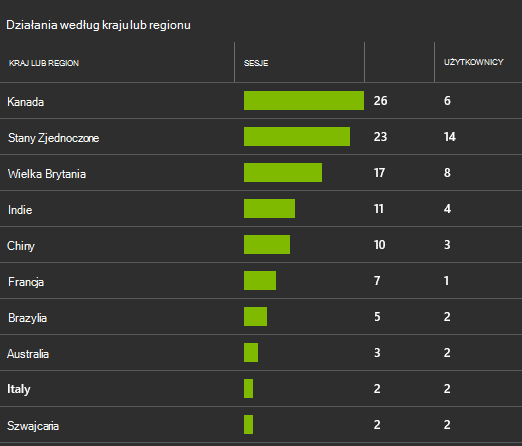 Działania według kraju lub regionu
KRAJ LUB REGION SESJE UŻYTKOWNICY
Kanada 26 6
Stany Zjednoczone 23 14
Wielka Brytania 17 8
Indie 11 4
Chiny 10 3
Francja 7 1
Brazylia 5 2
Australia 3 2
Italy 2 2
Szwajcaria 2 2